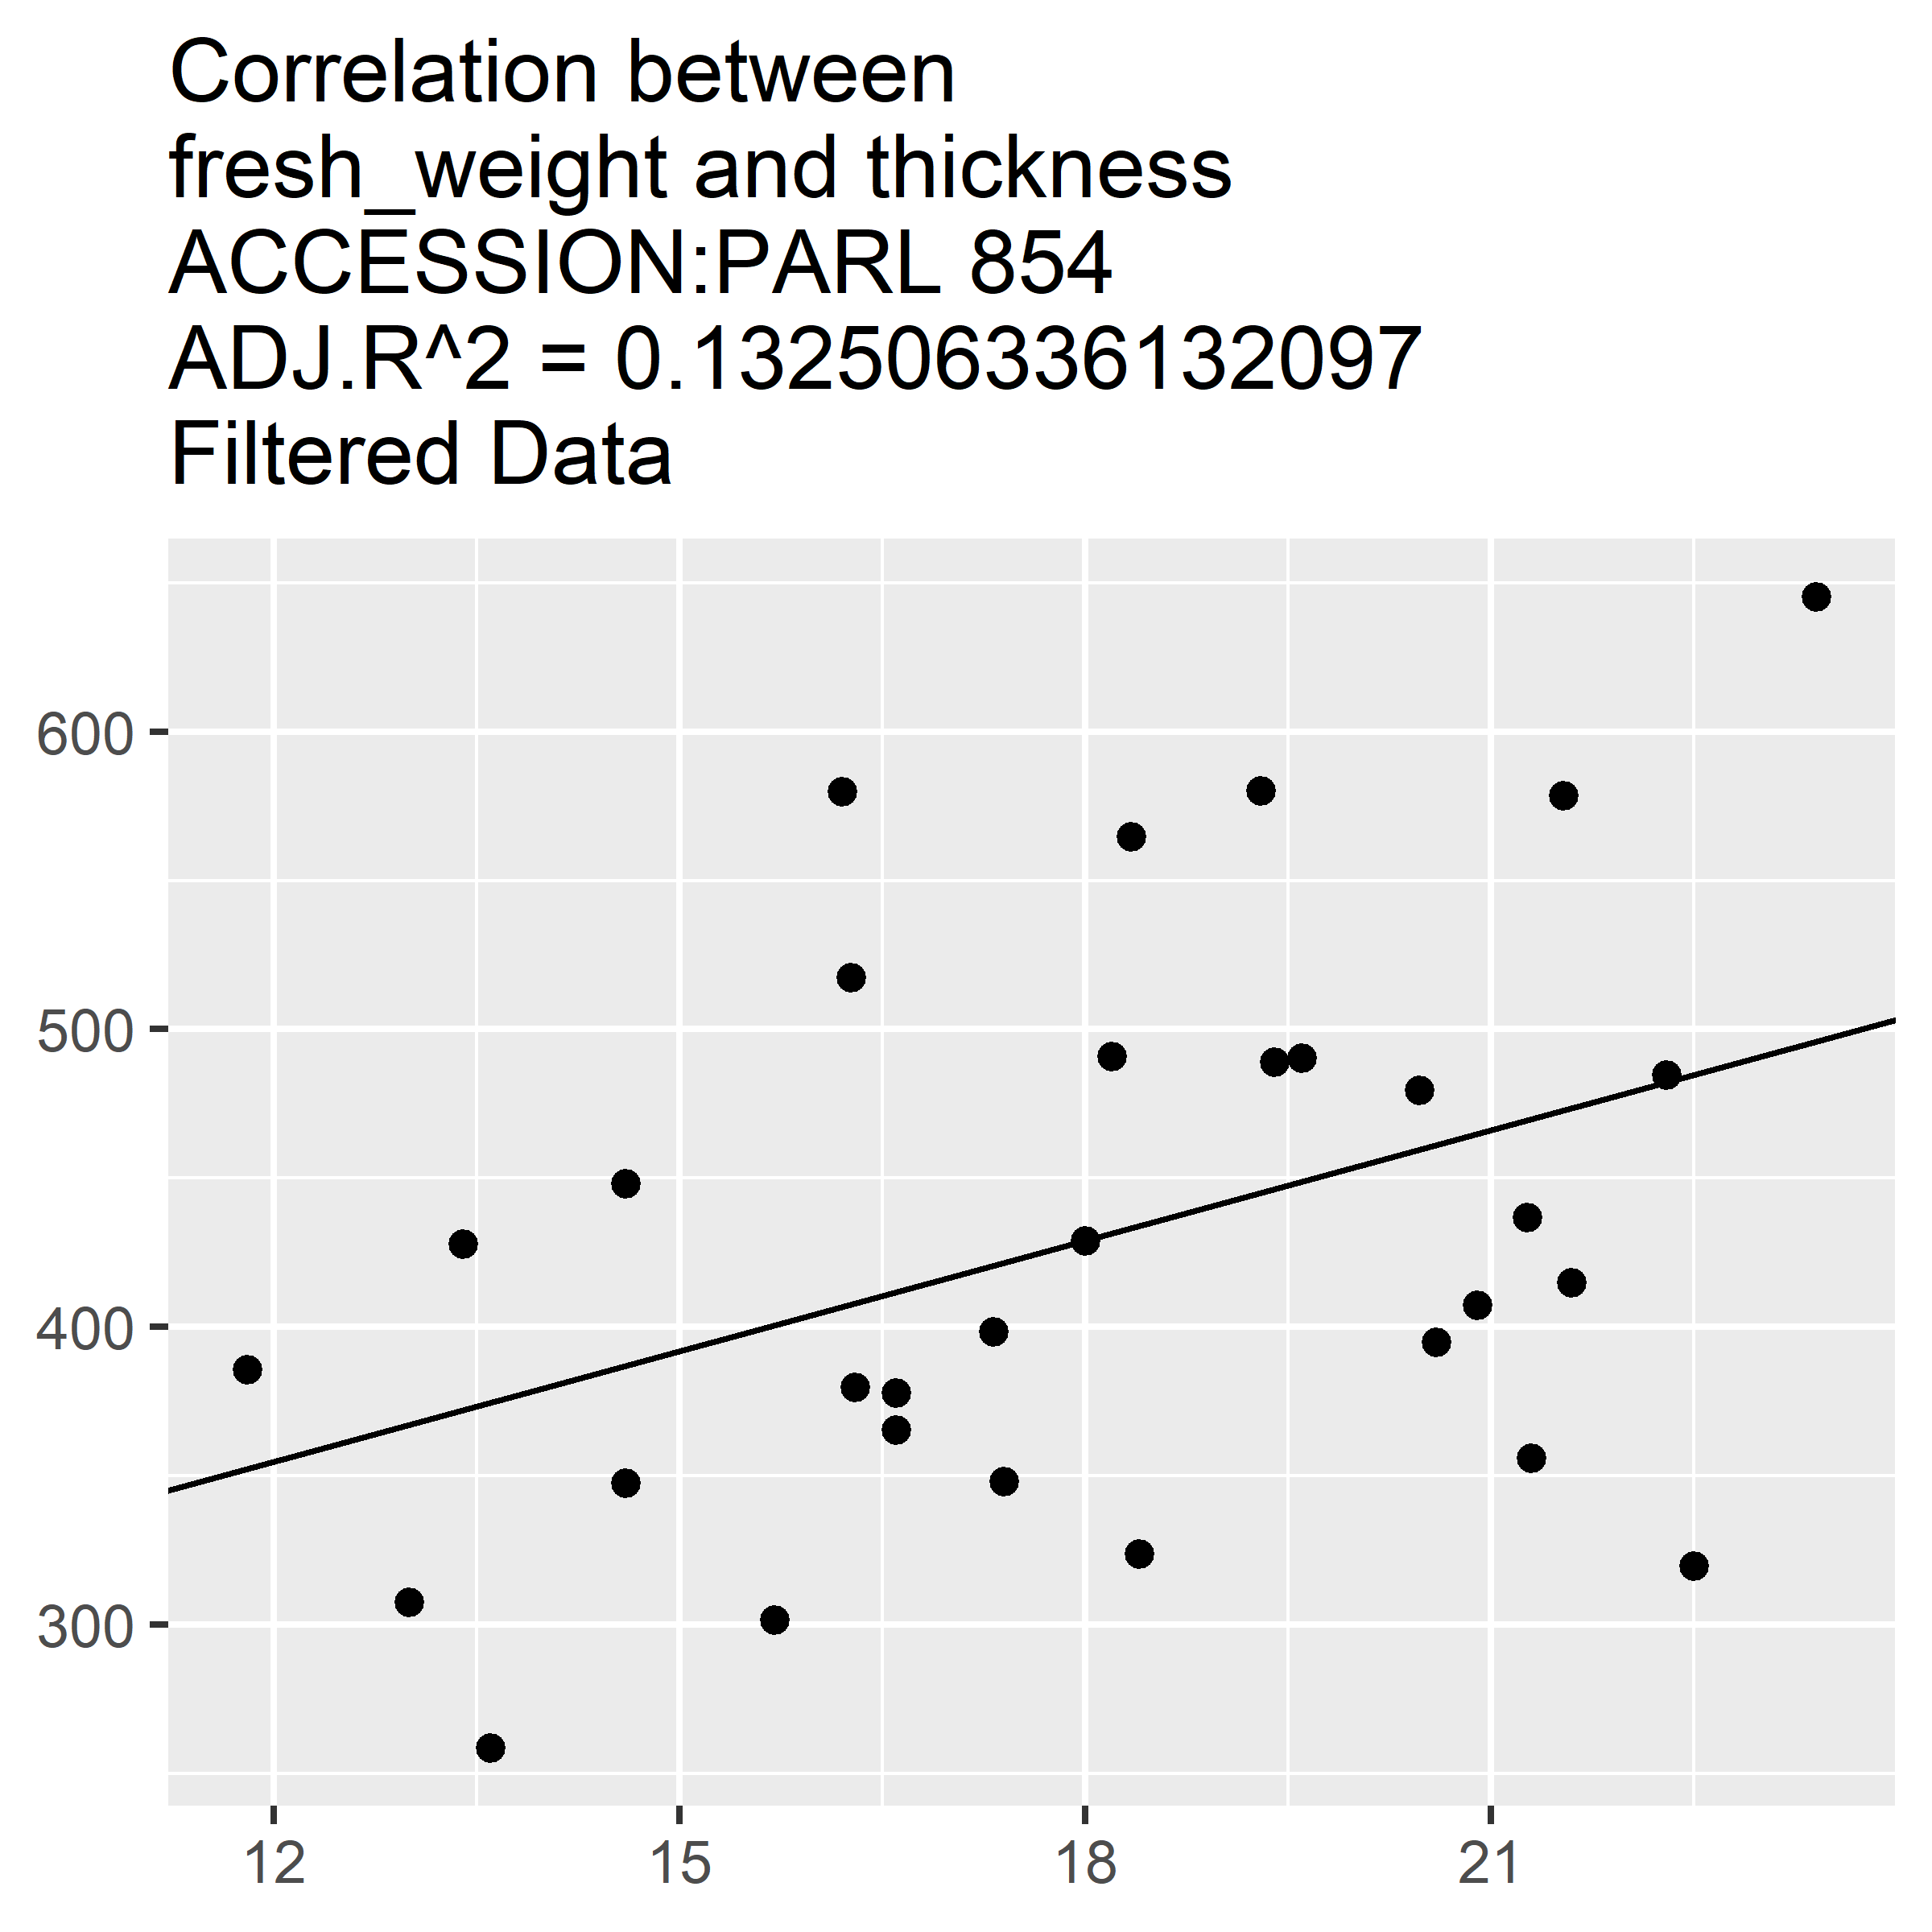 Correlation between
fresh_weight and thickness
ACCESSION:PARL 854
ADJ.R^2 = 0.132506336132097
Filtered Data
600
500
400
300
12 15 18 21